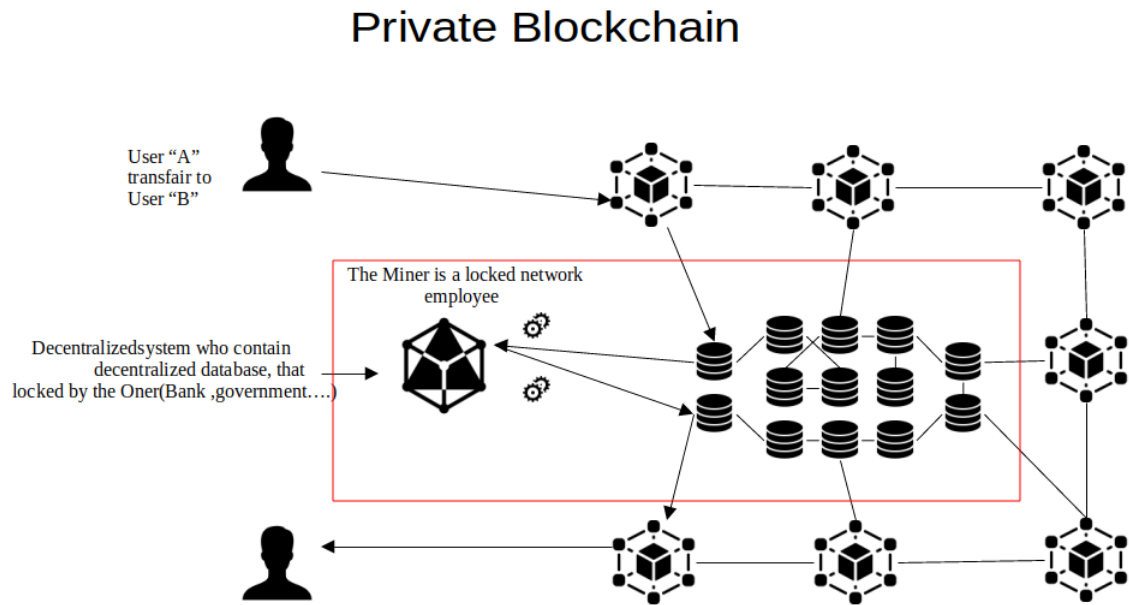 Private Blockchain
User “A”
transfair to
User “B”
The Miner is a locked network
employee
Decentralizedsystem who contain
decentralized database, that
locked by the Oner(Bank ,government….)